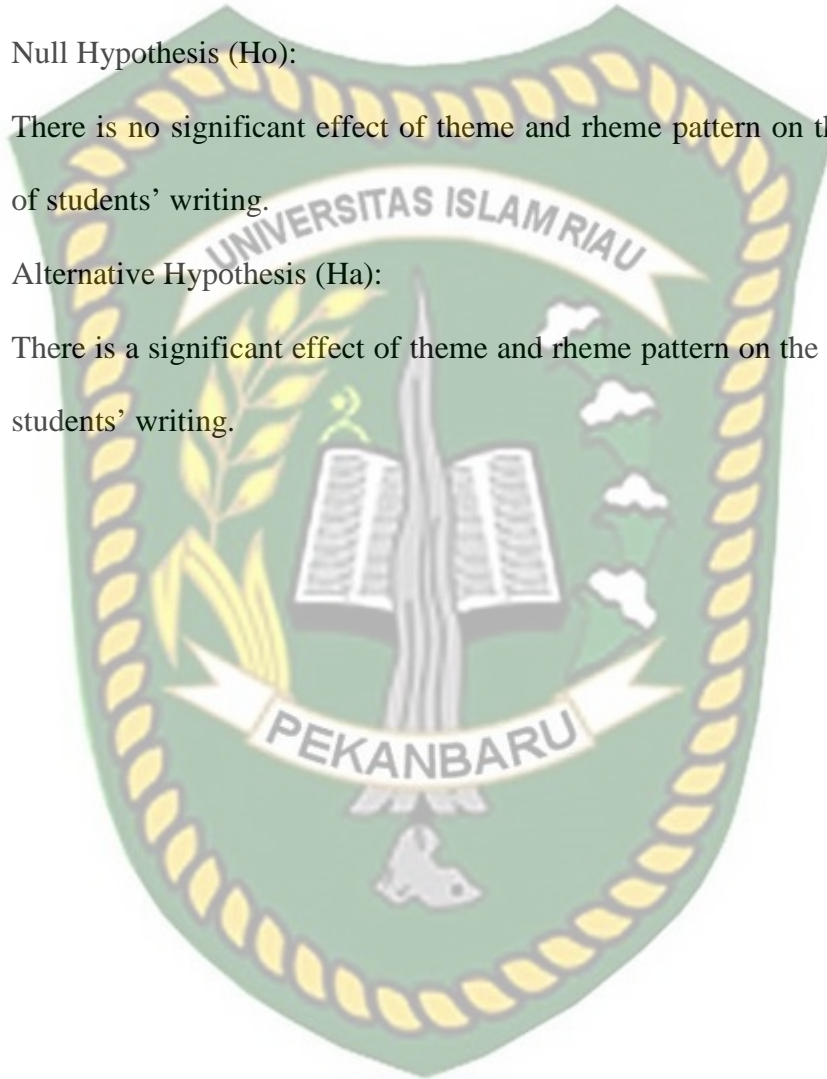 Null Hypothesis (Ho):
There is no significant effect of theme and rheme pattern on
of students’ writing.
UNIVERSITAS ISLAM RIAU
Alternative Hypothesis (Ha):
There is a significant effect of theme and rheme pattern on the
students’ writing.
PEKANBARU